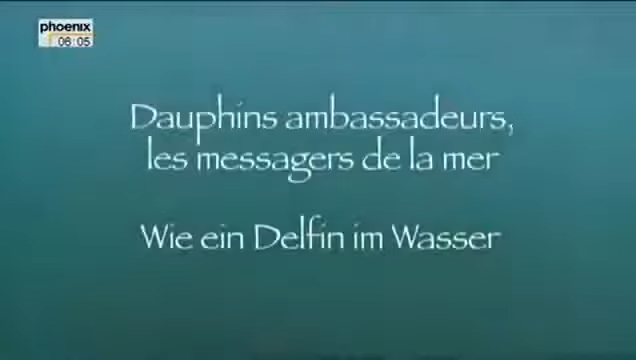 phoenix
06:05
Dauphins ambassadeurs,
les messagers de la mer
Wie ein Delfin im Wasser